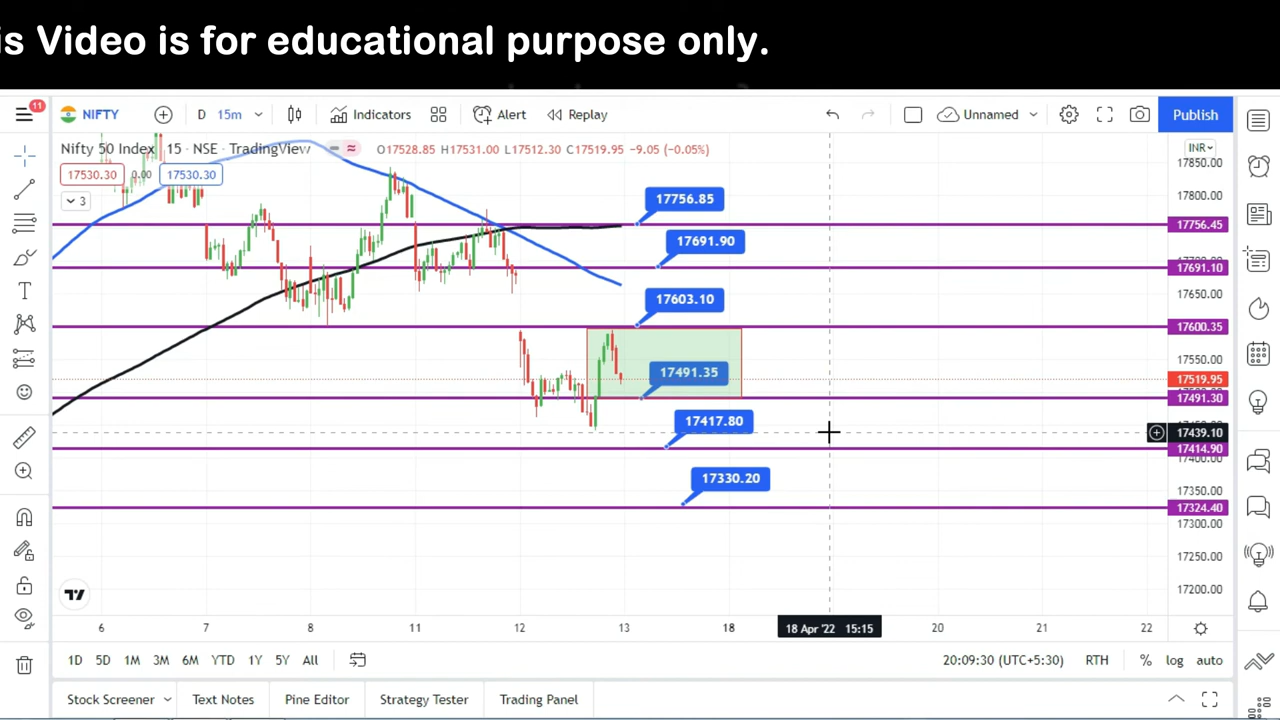 is Video is for educational purpose only.
11
NIFTY
D 15m
Indicators
Alert
Replay
Unnamed
Publish
Nifty 50 Index 15 · NSE · TradingView
O17528.85 H17531.00 L17512.30 C17519.95 −9.05 (−0.05%)
INR
17530.30 0.00 17530.30
3
17850.00
17800.00
17756.85
17756.45
17691.90
17691.10
17650.00
17603.10
17600.35
17550.00
17491.35
17519.95
17491.30
17417.80
17439.10
17414.90
17400.00
17330.20
17350.00
17324.40
17300.00
17250.00
17200.00
6 7 8 11 12 13 18 18 Apr '22 15:15 20 21 22
1D 5D 1M 3M 6M YTD 1Y 5Y All
20:09:30 (UTC+5:30) RTH % log auto
Stock Screener Text Notes Pine Editor Strategy Tester Trading Panel